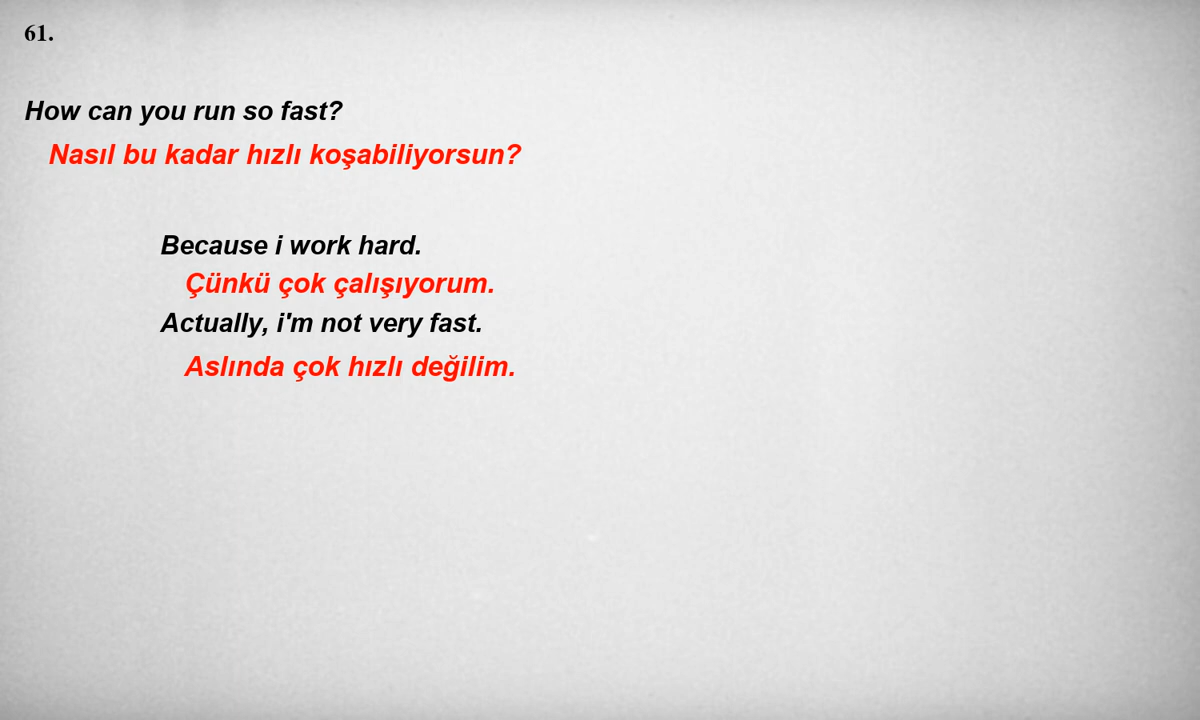 61.
How can you run so fast?
Nasıl bu kadar hızlı koşabiliyorsun?
Because i work hard.
Çünkü çok çalışıyorum.
Actually, i'm not very fast.
Aslında çok hızlı değilim.